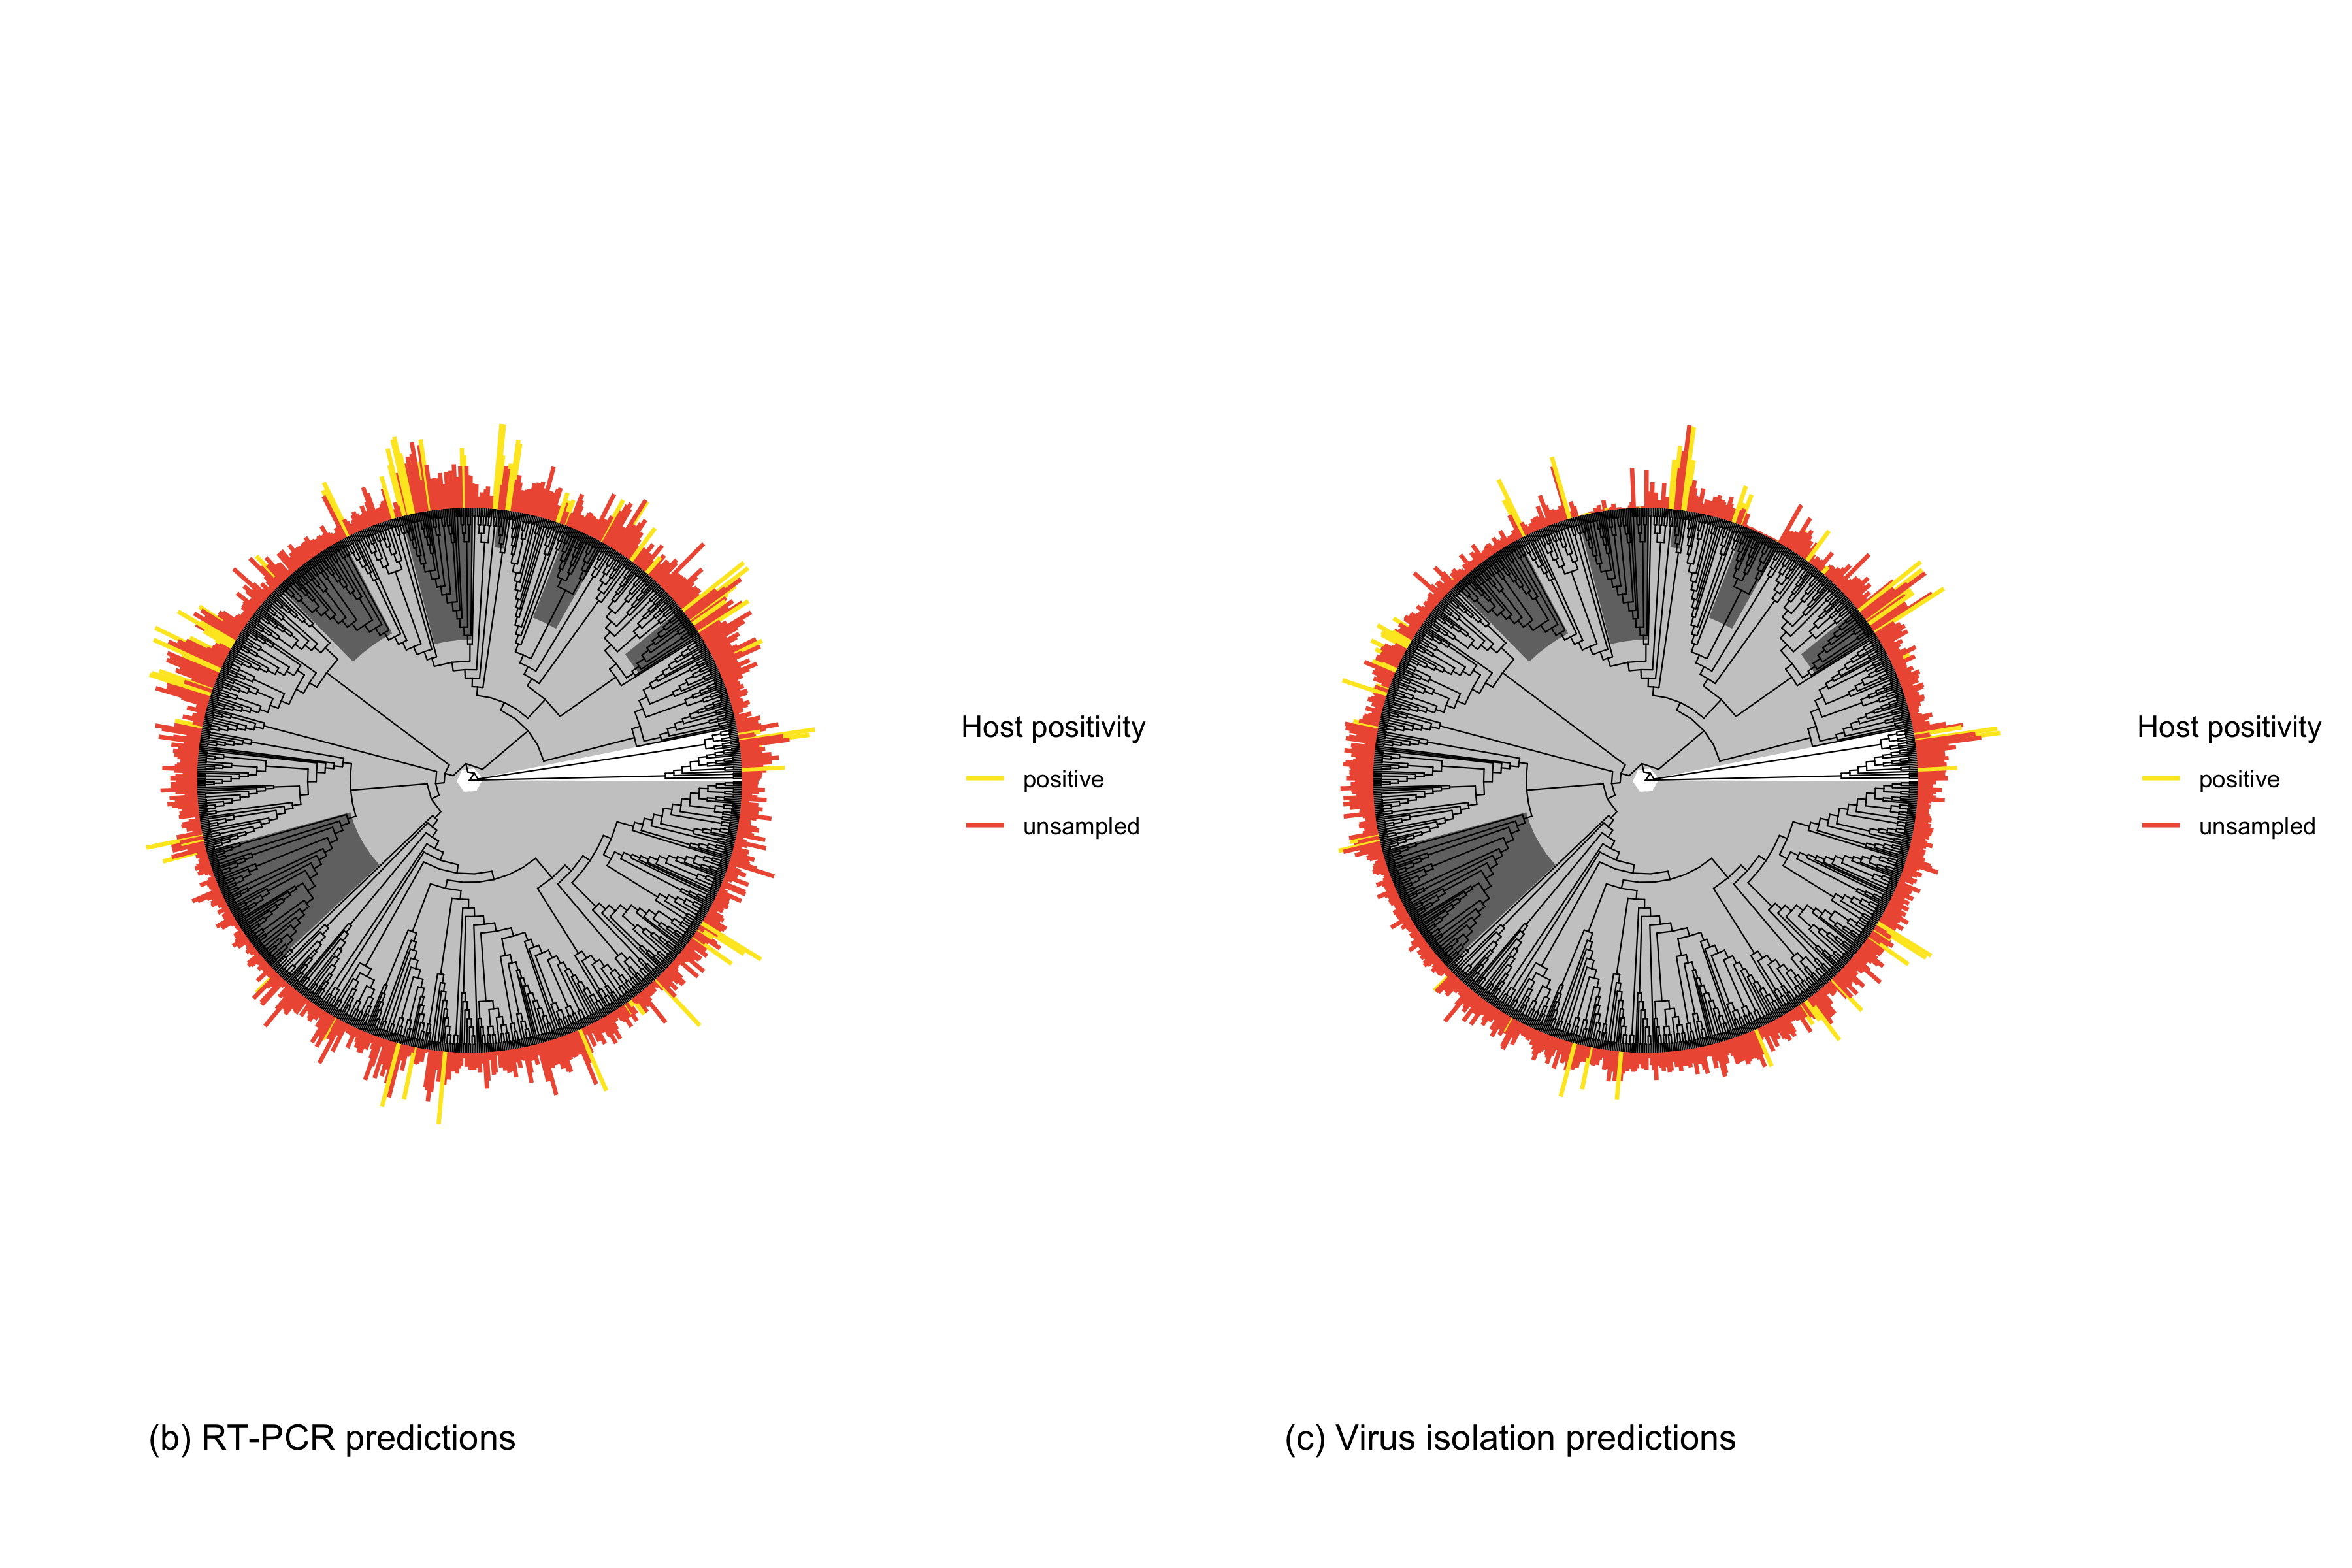 Host positivity
positive
unsampled
Host positivity
positive
unsampled
(b) RT-PCR predictions
(c) Virus isolation predictions